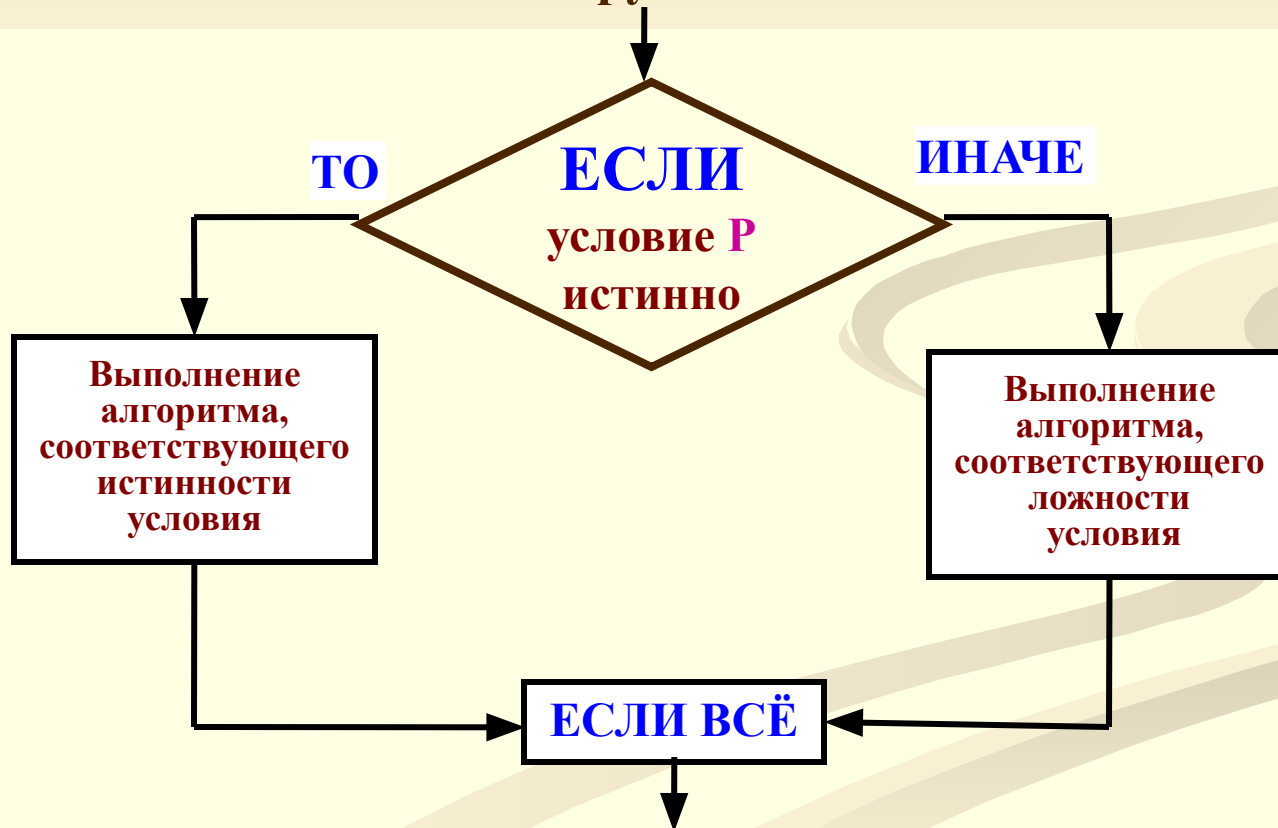 ТО
ЕСЛИ
условие Р
истинно
ИНАЧЕ
Выполнение
алгоритма,
соответствующего
истинности
условия
Выполнение
алгоритма,
соответствующего
ложности
условия
ЕСЛИ ВСЁ